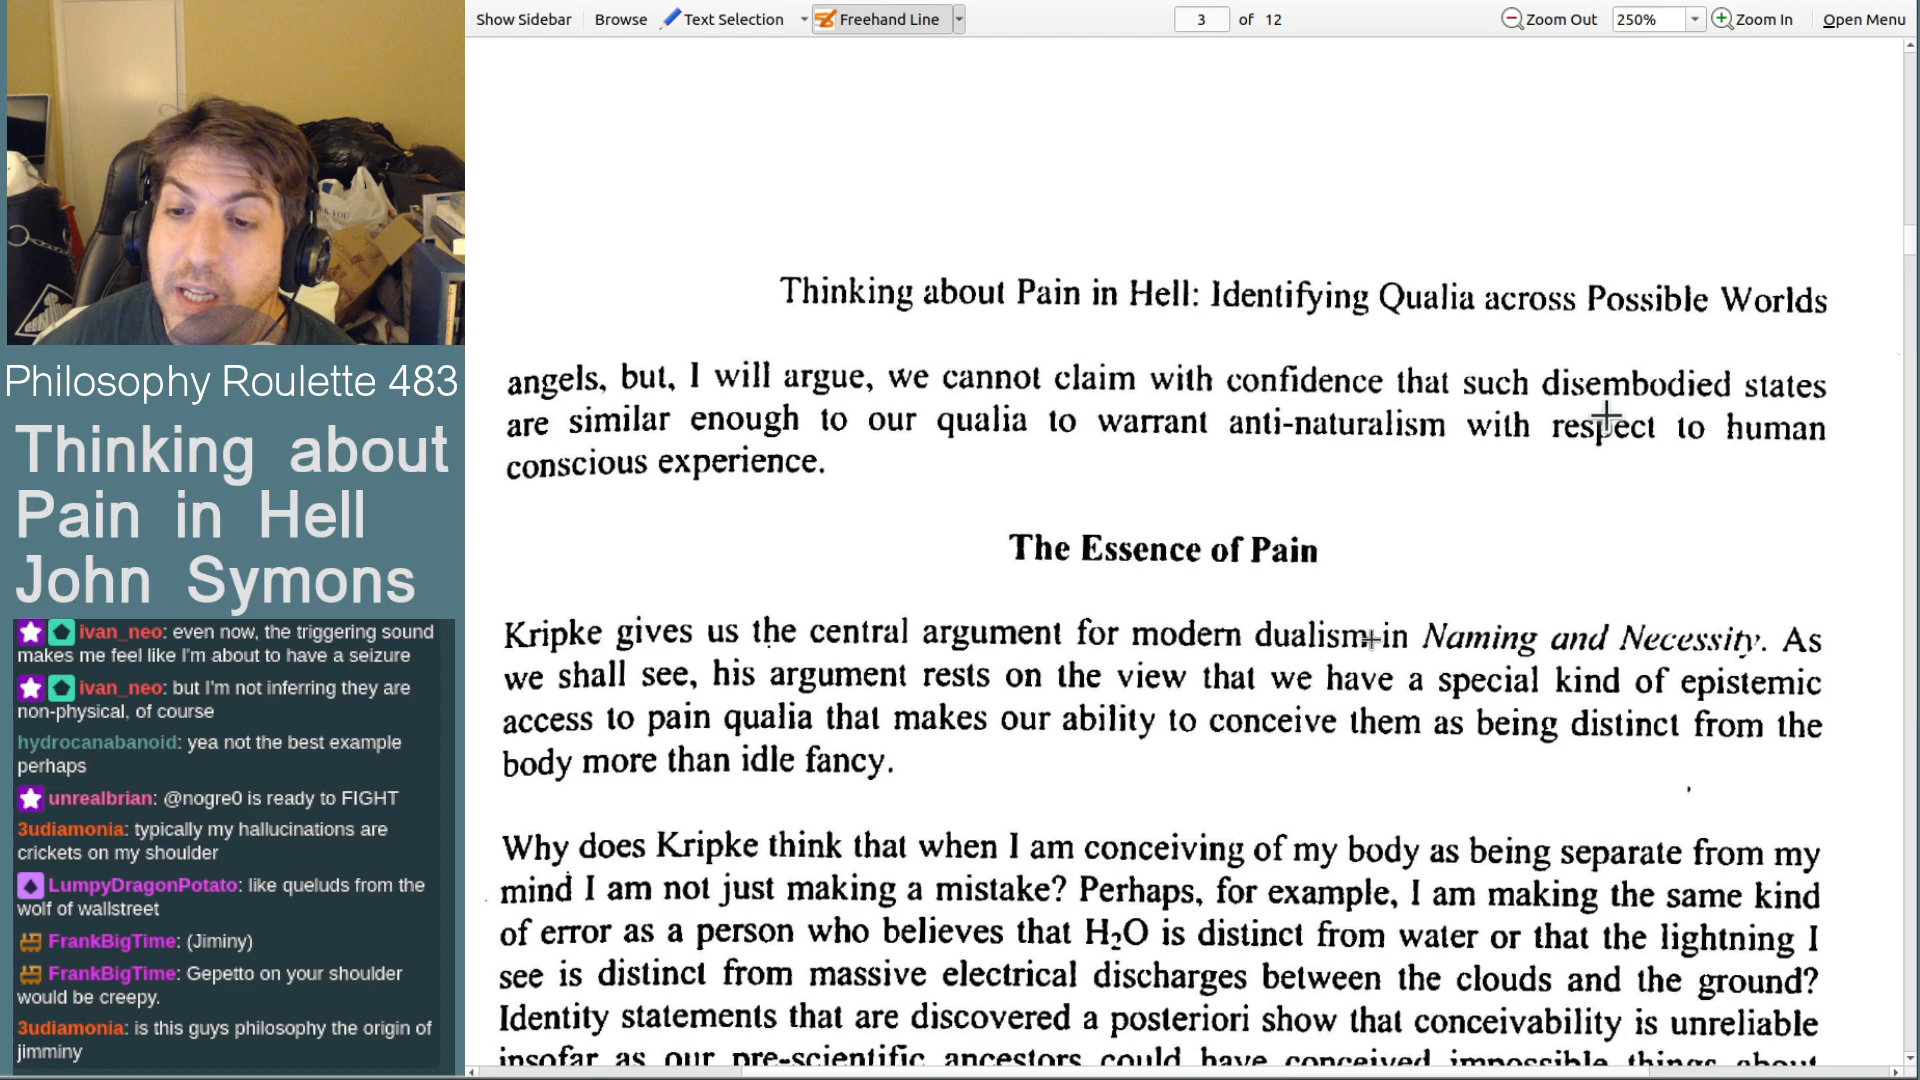 Show Sidebar Browse Text Selection Freehand Line 3 of 12 Zoom Out 250% Zoom In Open Menu
Thinking about Pain in Hell: Identifying Qualia across Possible Worlds
angels, but, I will argue, we cannot claim with confidence that such disembodied states
are similar enough to our qualia to warrant anti-naturalism with respect to human
conscious experience.
The Essence of Pain
Kripke gives us the central argument for modern dualism in Naming and Necessity. As
we shall see, his argument rests on the view that we have a special kind of epistemic
access to pain qualia that makes our ability to conceive them as being distinct from the
body more than idle fancy.
Why does Kripke think that when I am conceiving of my body as being separate from my
mind I am not just making a mistake? Perhaps, for example, I am making the same kind
of error as a person who believes that H₂O is distinct from water or that the lightning I
see is distinct from massive electrical discharges between the clouds and the ground?
Identity statements that are discovered a posteriori show that conceivability is unreliable
insofar as our pre-scientific ancestors could have conceived impossible things about
Philosophy Roulette 483
Thinking about
Pain in Hell
John Symons
ivan_neo: even now, the triggering sound
makes me feel like I'm about to have a seizure
ivan_neo: but I'm not inferring they are
non-physical, of course
hydrocanabanoid: yea not the best example
perhaps
unrealbrian: @nogre0 is ready to FIGHT
3udiamonia: typically my hallucinations are
crickets on my shoulder
LumpyDragonPotato: like queluds from the
wolf of wallstreet
FrankBigTime: (Jiminy)
FrankBigTime: Gepetto on your shoulder
would be creepy.
3udiamonia: is this guys philosophy the origin of
jimminy